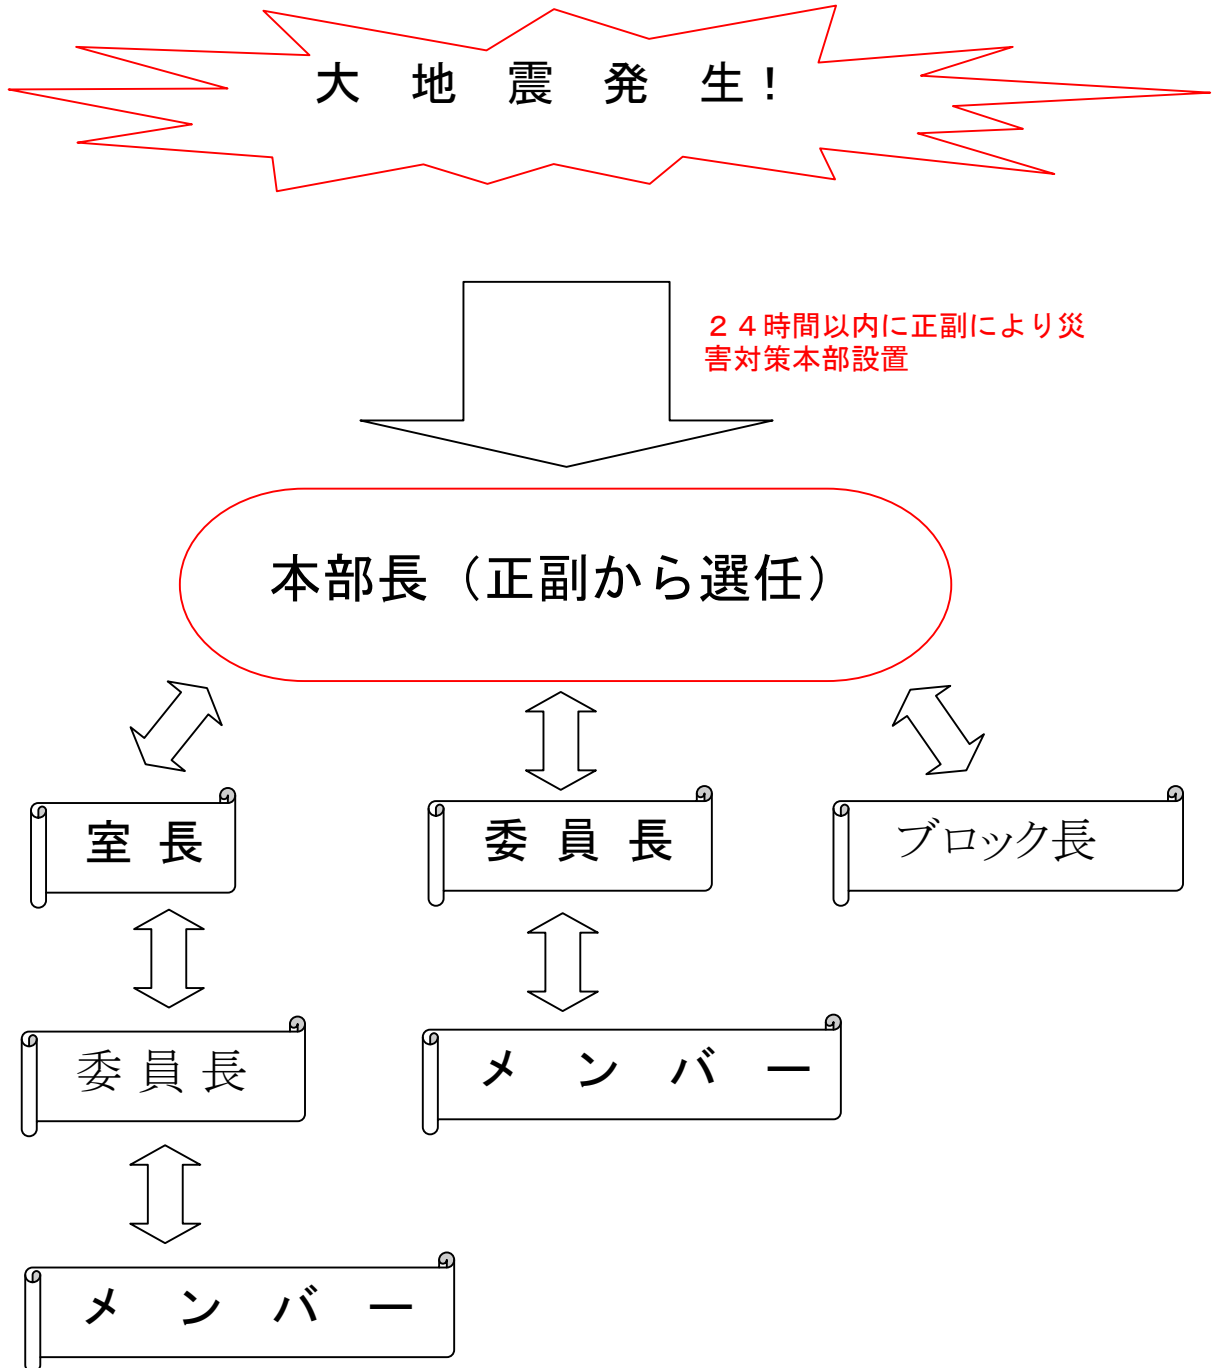 大　地　震　発　生！
２４時間以内に正副により災
害対策本部設置
本部長（正副から選任）
室 長
委 員 長
ブロック長
委 員 長
メ　ン　バ　ー
メ　ン　バ　ー